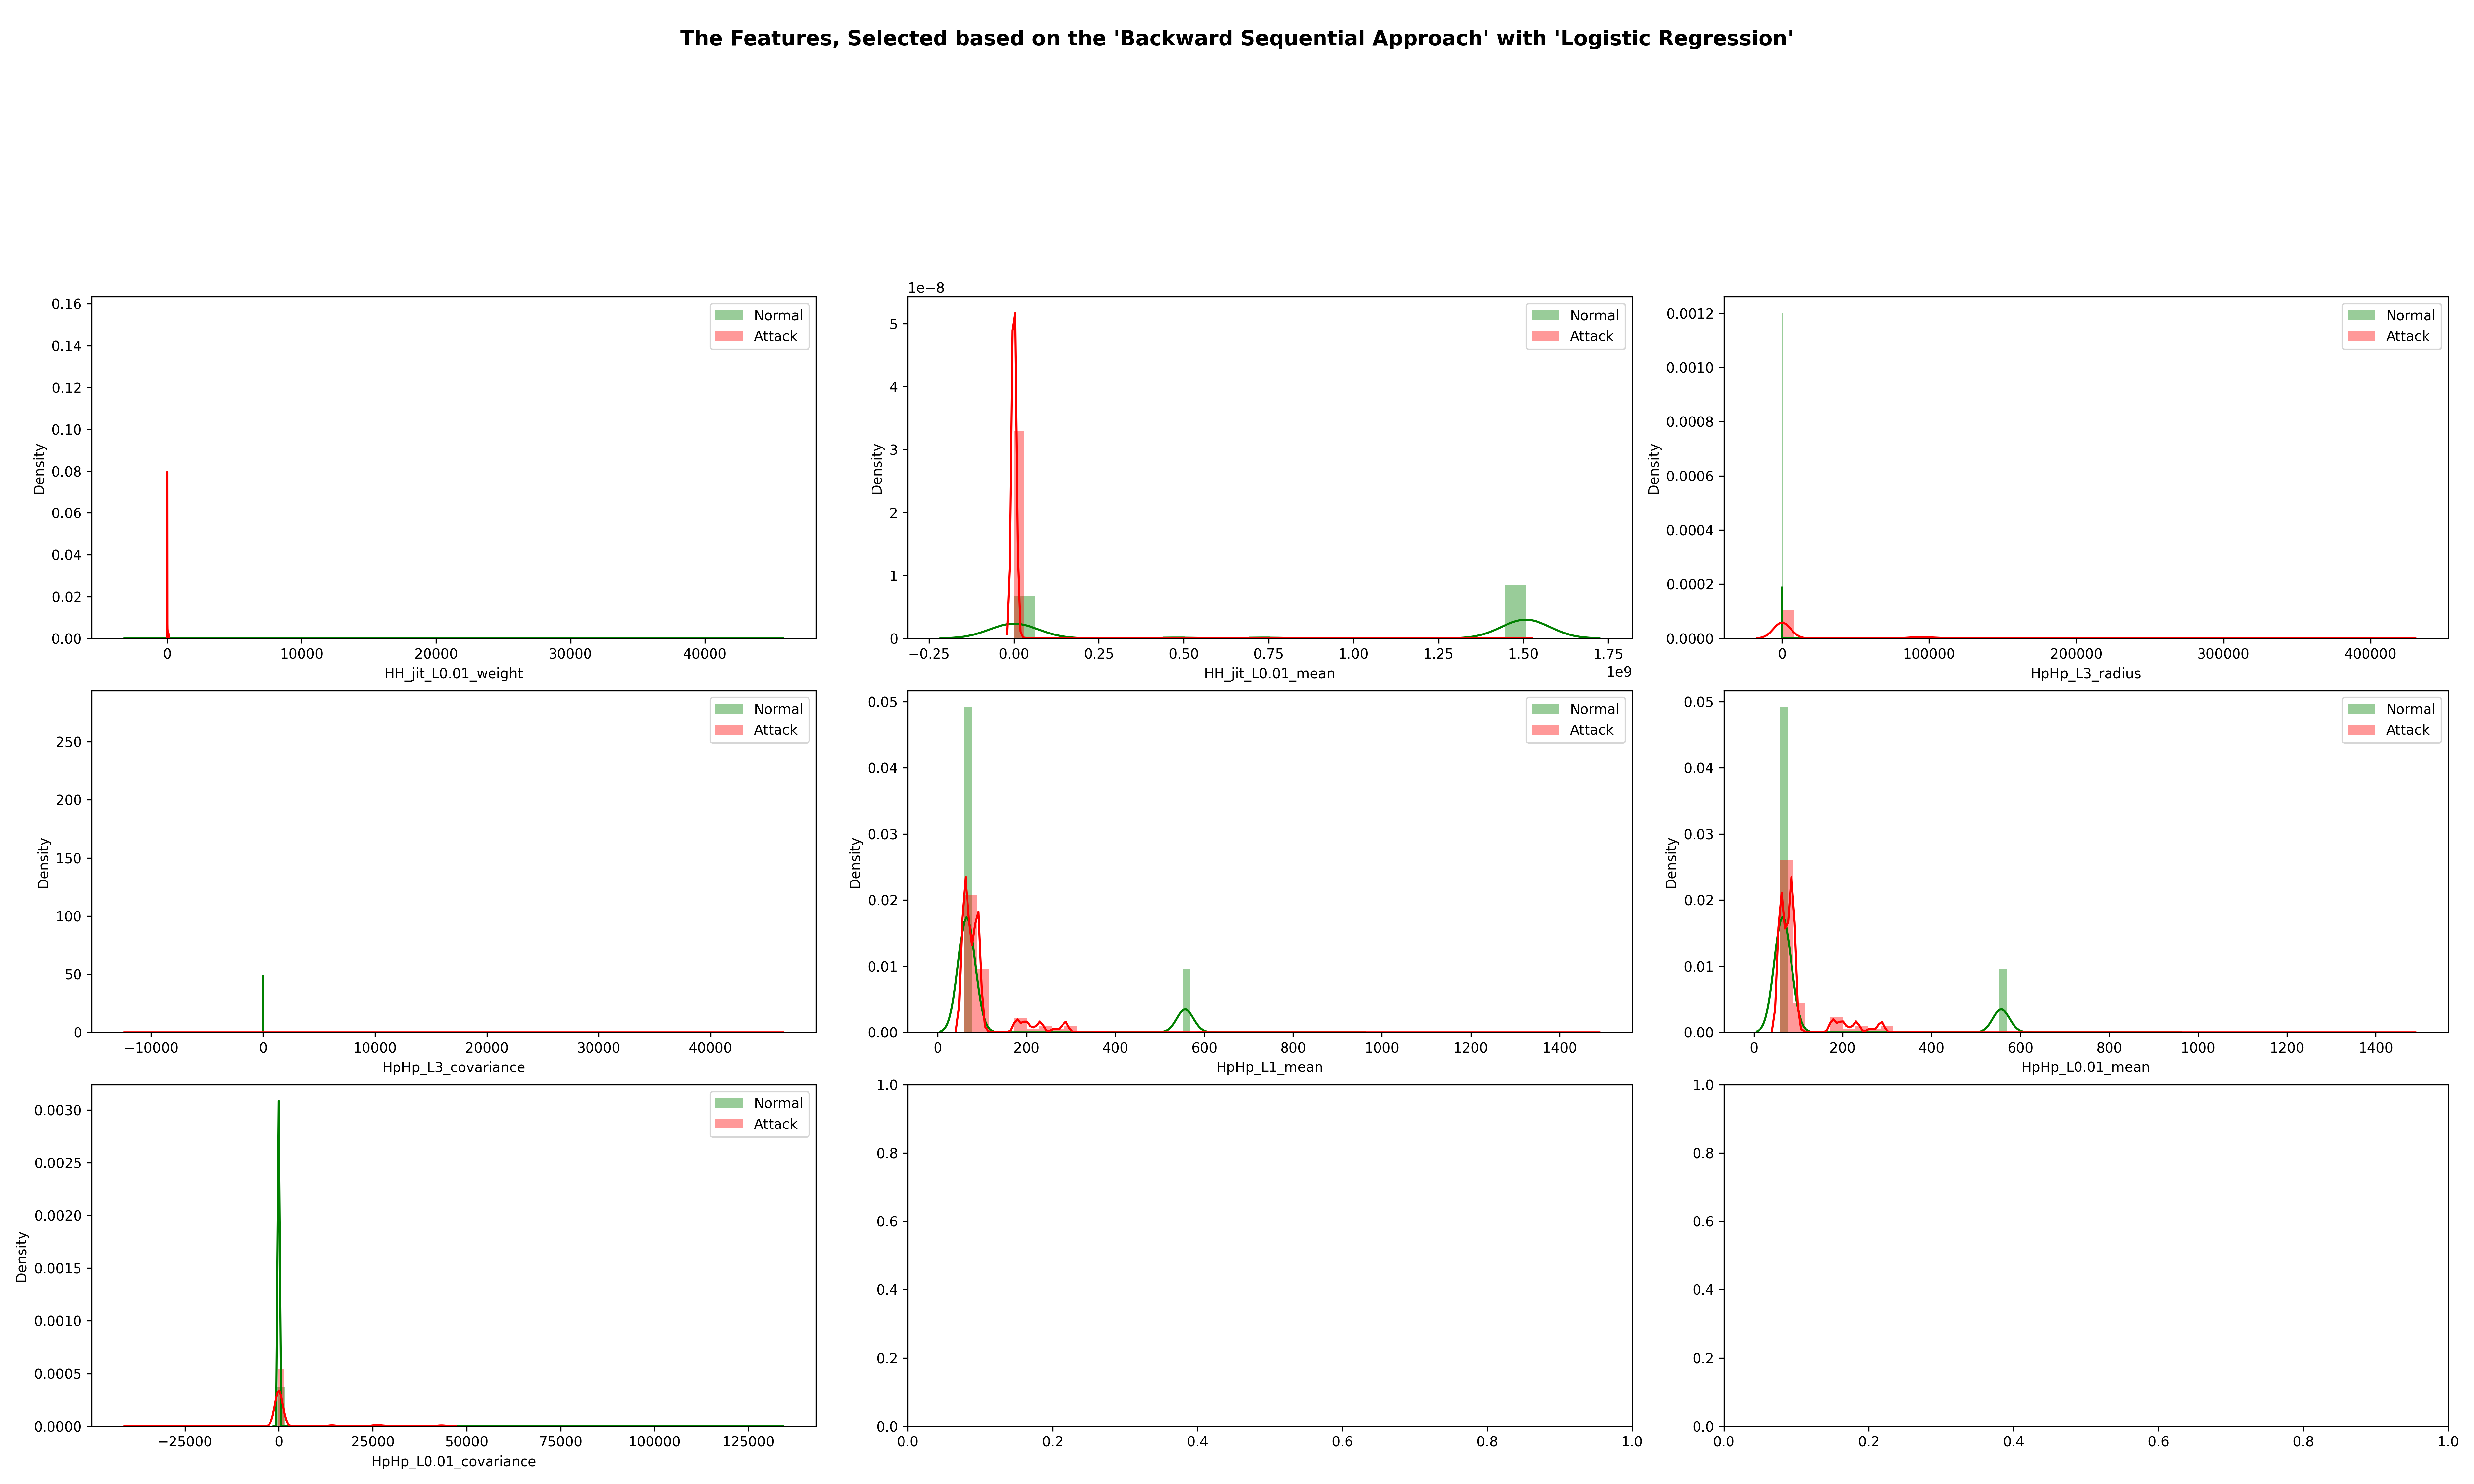 The Features, Selected based on the 'Backward Sequential Approach' with 'Logistic Regression'
0.16
0.14
0.12
0.10
0.08
0.06
0.04
0.02
0.00
Density
Normal
Attack
0 10000 20000 30000 40000
HH_jit_L0.01_weight
1e−8
5
4
3
2
1
0
Density
Normal
Attack
−0.25 0.00 0.25 0.50 0.75 1.00 1.25 1.50 1.75
1e9
HH_jit_L0.01_mean
0.0012
0.0010
0.0008
0.0006
0.0004
0.0002
0.0000
Density
Normal
Attack
0 100000 200000 300000 400000
HpHp_L3_radius
250
200
150
100
50
0
Density
Normal
Attack
−10000 0 10000 20000 30000 40000
HpHp_L3_covariance
0.05
0.04
0.03
0.02
0.01
0.00
Density
Normal
Attack
0 200 400 600 800 1000 1200 1400
HpHp_L1_mean
0.05
0.04
0.03
0.02
0.01
0.00
Density
Normal
Attack
0 200 400 600 800 1000 1200 1400
HpHp_L0.01_mean
0.0030
0.0025
0.0020
0.0015
0.0010
0.0005
0.0000
Density
Normal
Attack
−25000 0 25000 50000 75000 100000 125000
HpHp_L0.01_covariance
1.0
0.8
0.6
0.4
0.2
0.0
0.0 0.2 0.4 0.6 0.8 1.0
1.0
0.8
0.6
0.4
0.2
0.0
0.0 0.2 0.4 0.6 0.8 1.0